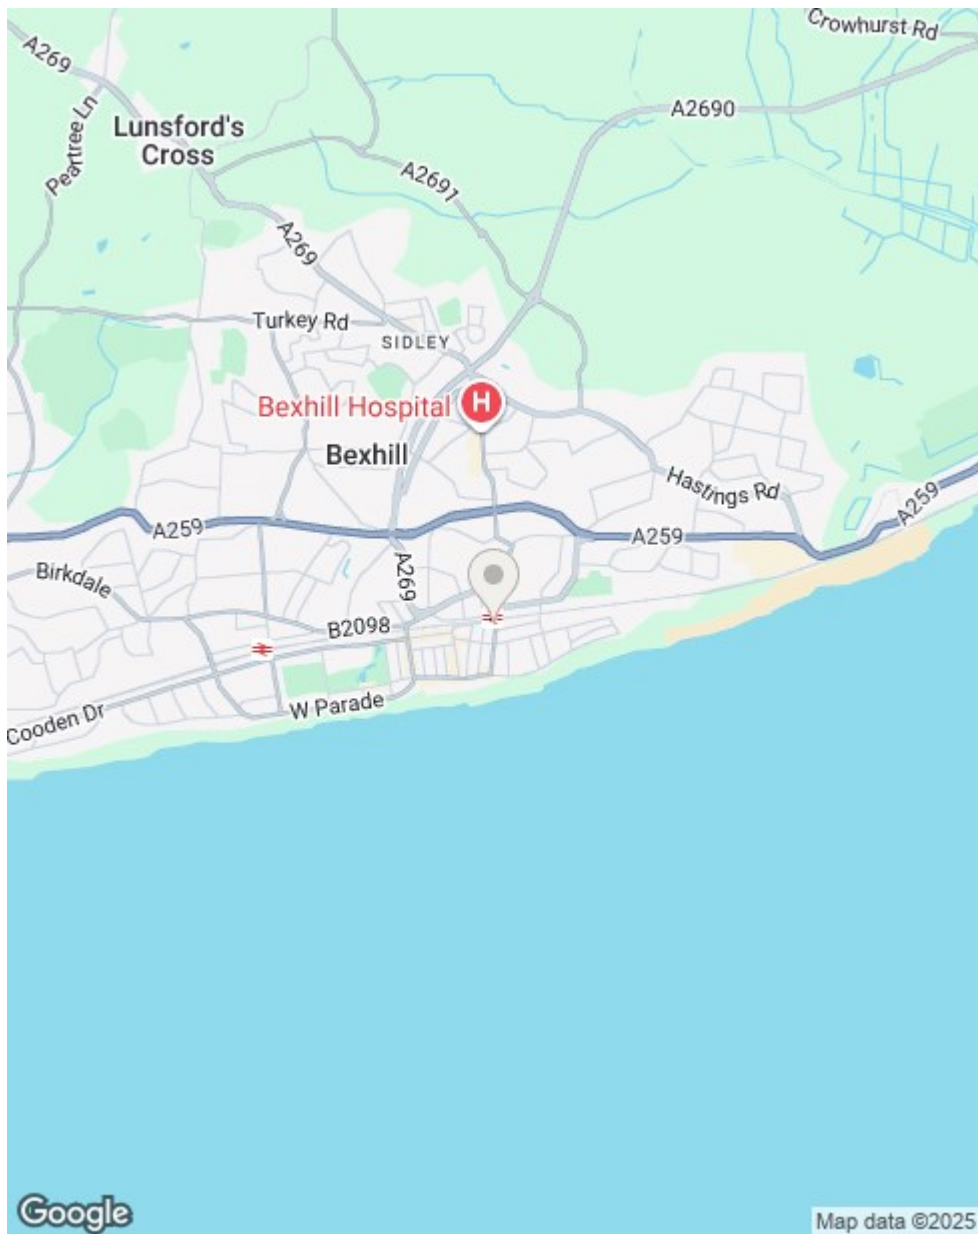 Crowhurst Rd
A269
A2690
Peartree Ln
Lunsford's
Cross
A2691
A269
Turkey Rd
SIDLEY
Bexhill Hospital
H
Bexhill
Hastings Rd
A259
A259
A259
Birkdale
A269
B2098
W Parade
Cooden Dr
Google
Map data ©2025